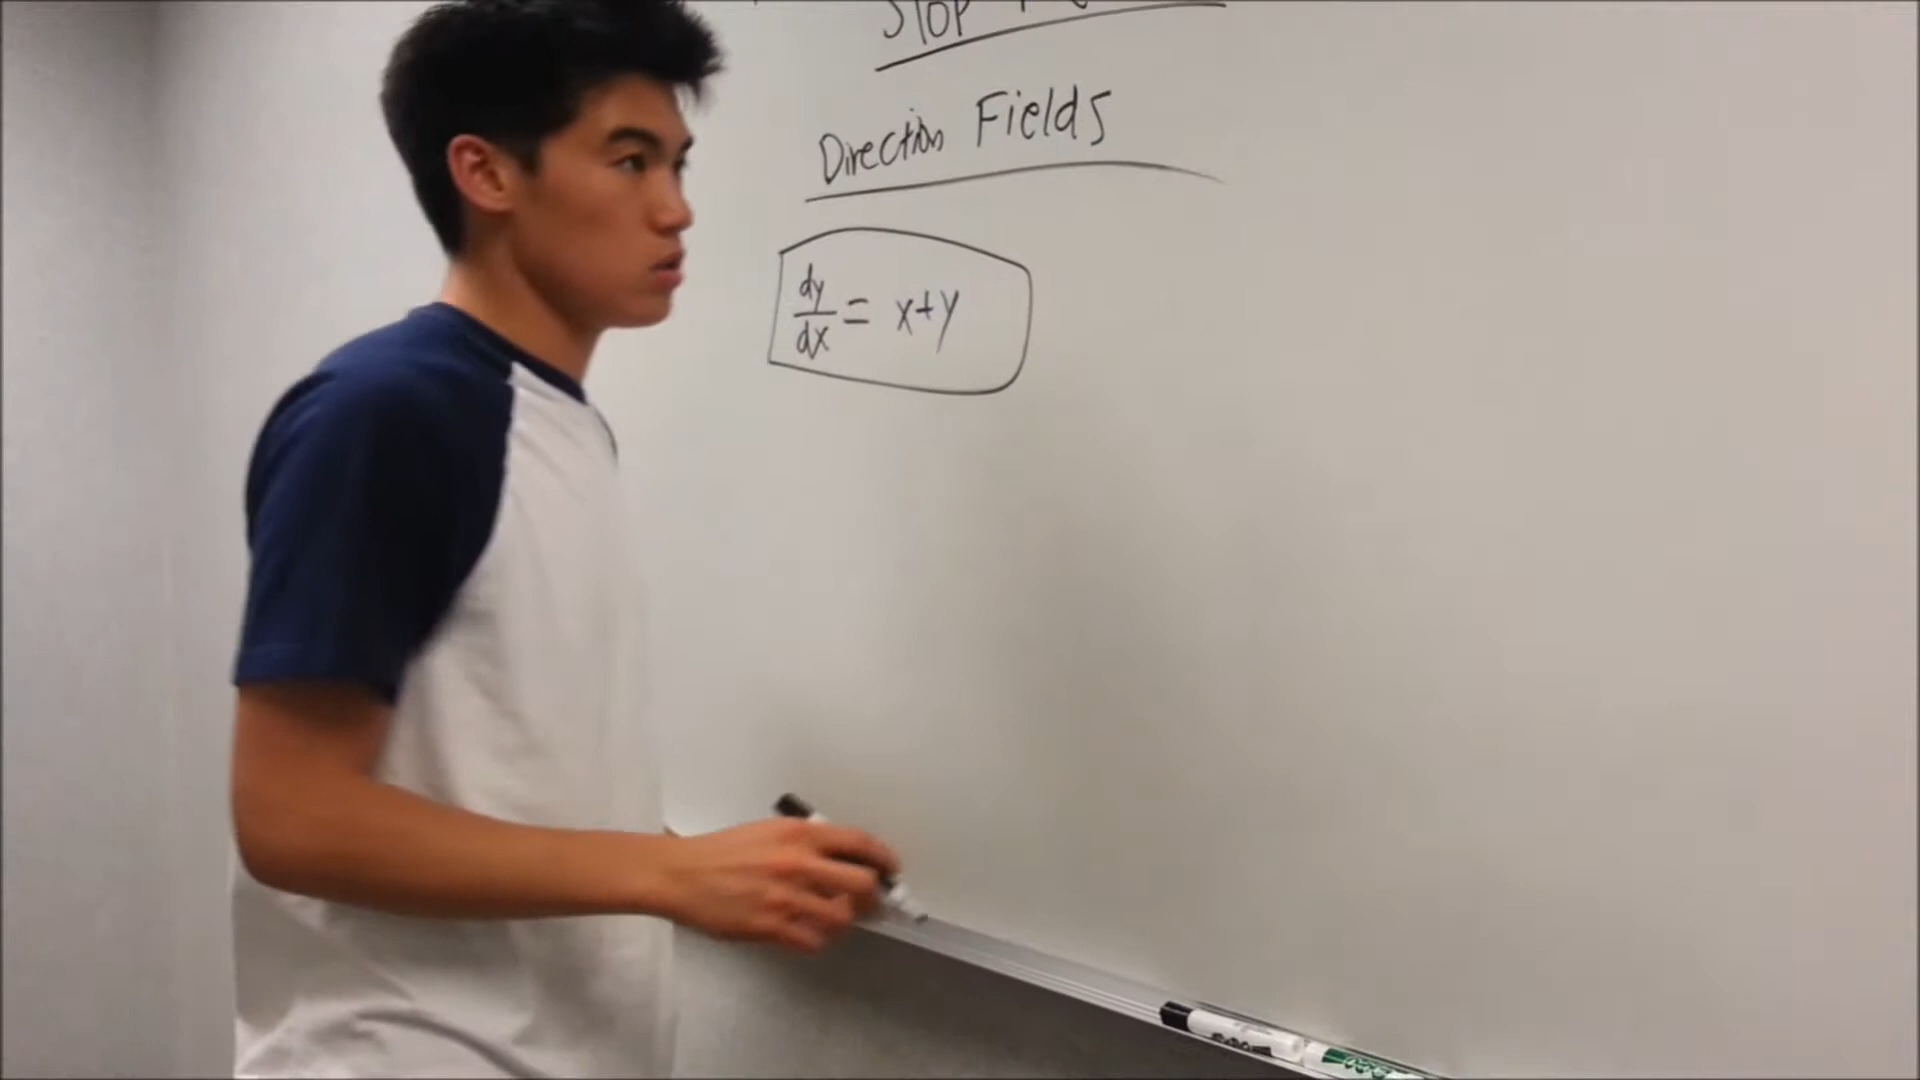 Direction Fields
dy/dx = x+y